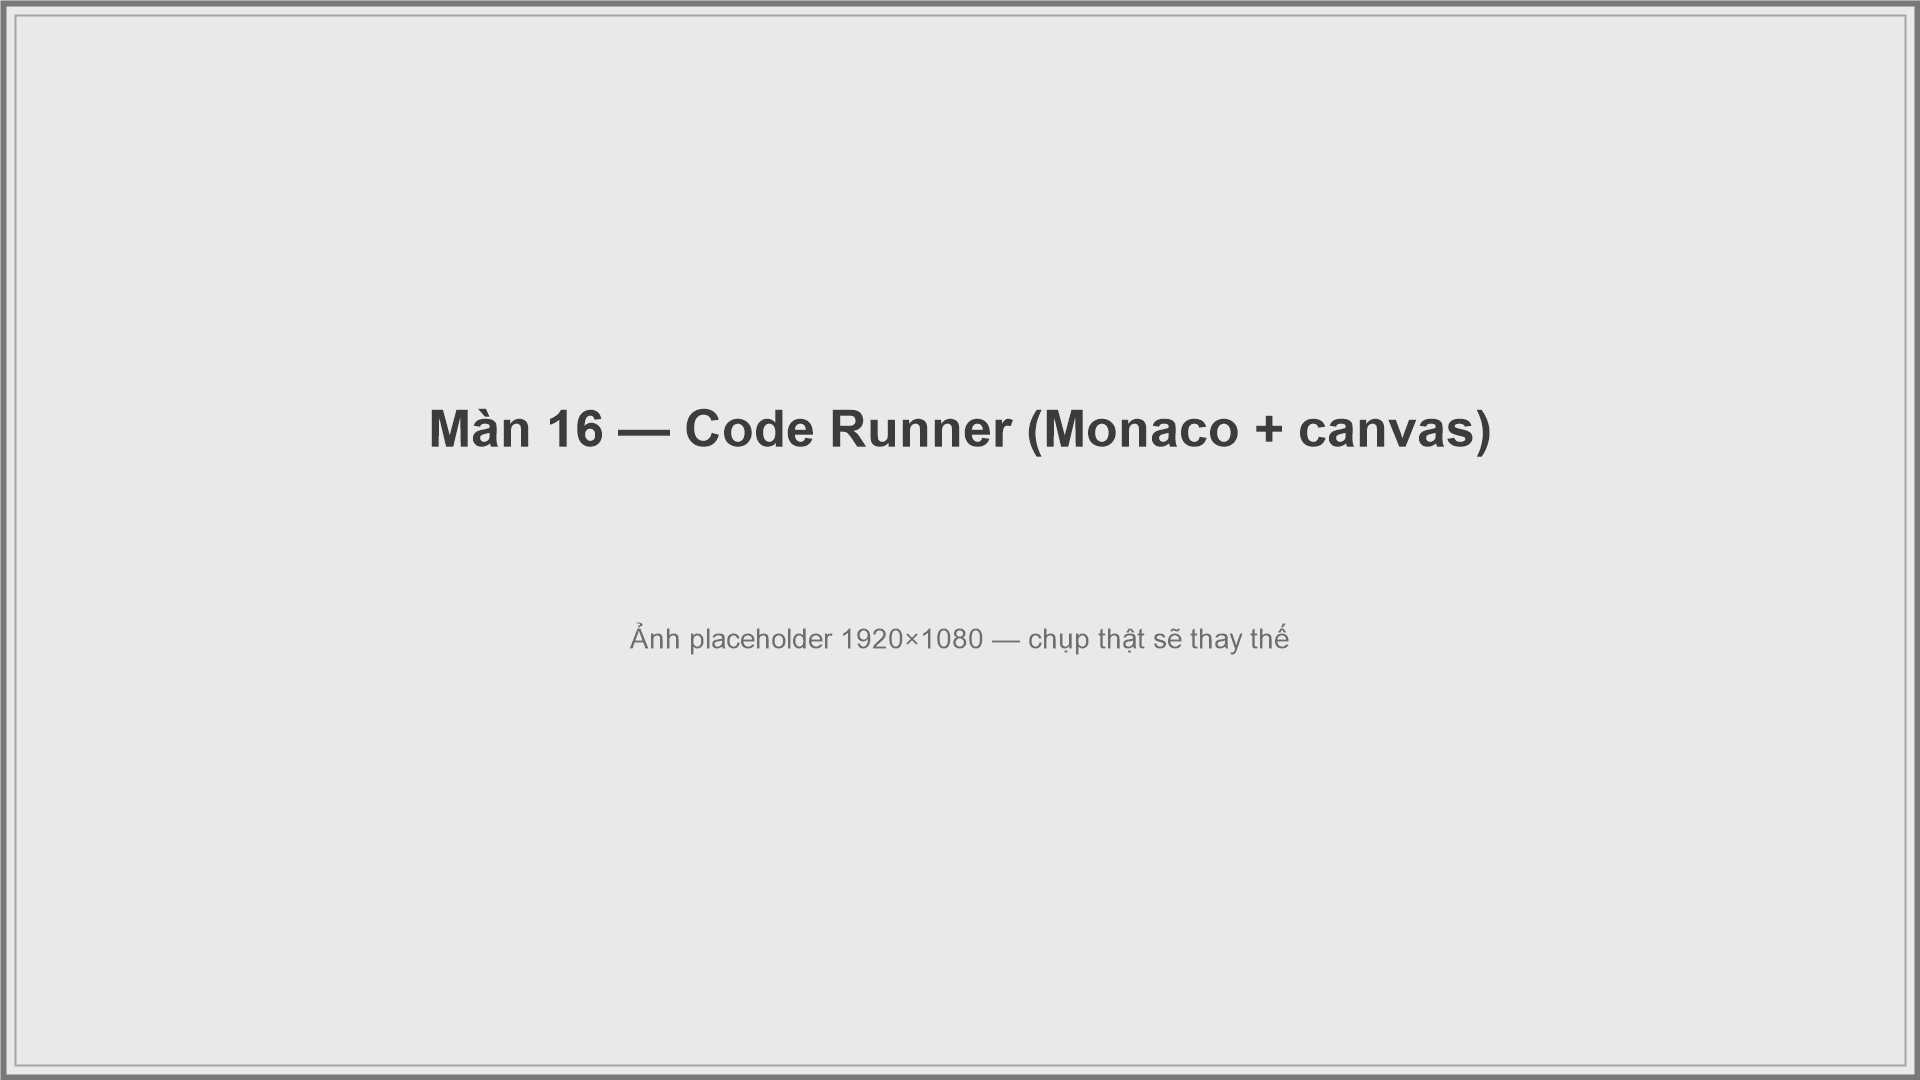 Màn 16 — Code Runner (Monaco + canvas)
Ảnh placeholder 1920×1080 — chụp thật sẽ thay thế